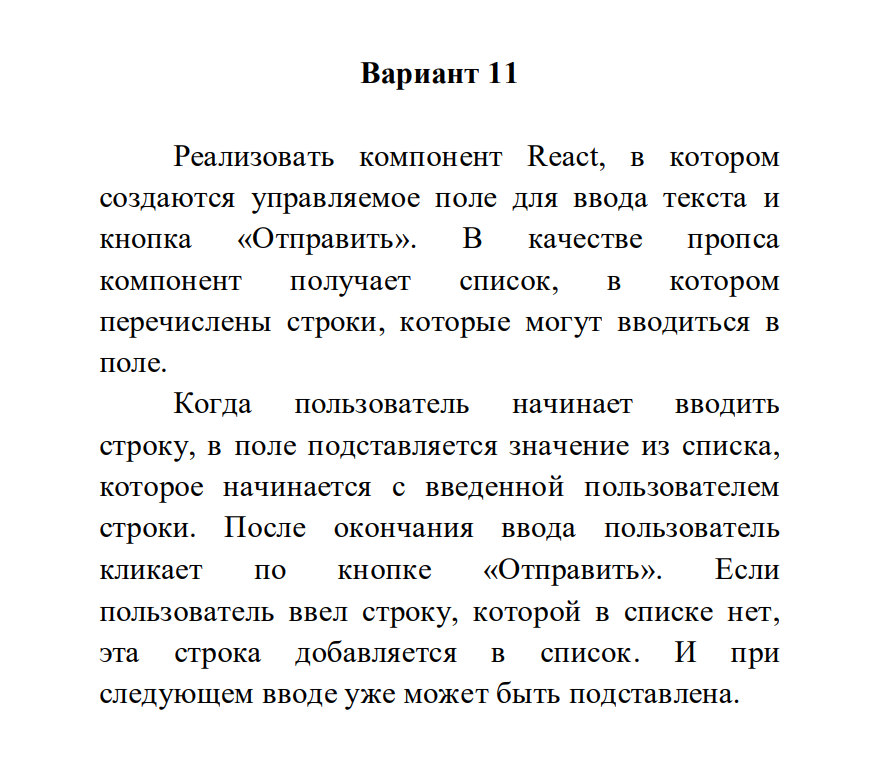 Вариант 11
Реализовать компонент React, в котором
создаются управляемое поле для ввода текста и
кнопка «Отправить». В качестве пропса
компонент получает список, в котором
перечислены строки, которые могут вводиться в
поле.
Когда пользователь начинает вводить
строку, в поле подставляется значение из списка,
которое начинается с введенной пользователем
строки. После окончания ввода пользователь
кликает по кнопке «Отправить». Если
пользователь ввел строку, которой в списке нет,
эта строка добавляется в список. И при
следующем вводе уже может быть подставлена.